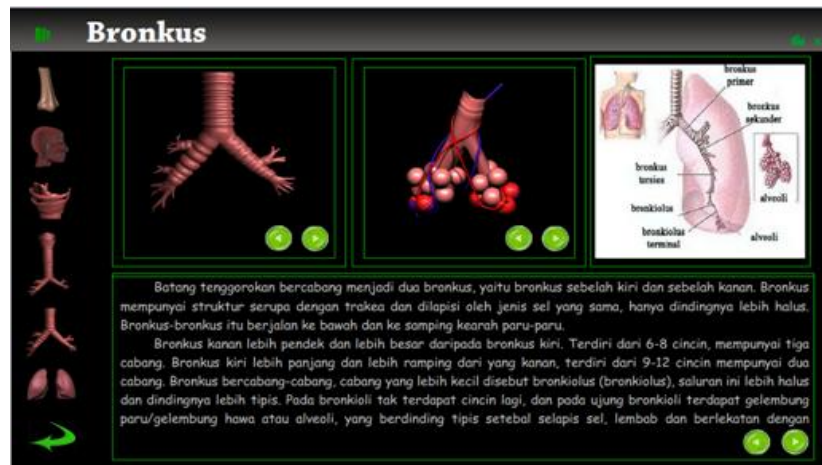 Bronkus
bronkus
primer
bronkus
sekunder
bronkus
tersies
alveoli
bronkiolus
bronkiolus
terminal
alveoli
Batang tenggorokan bercabang menjadi dua bronkus, yaitu bronkus sebelah kiri dan sebelah kanan. Bronkus
mempunyai struktur serupa dengan trakea dan dilapisi oleh jenis sel yang sama, hanya dindingnya lebih halus.
Bronkus-bronkus itu berjalan ke bawah dan ke samping kearah paru-paru.
Bronkus kanan lebih pendek dan lebih besar daripada bronkus kiri. Terdiri dari 6-8 cincin, mempunyai tiga
cabang. Bronkus kiri lebih panjang dan lebih ramping dari yang kanan, terdiri dari 9-12 cincin mempunyai dua
cabang. Bronkus bercabang-cabang, cabang yang lebih kecil disebut bronkiolus (bronkiolus), saluran ini lebih halus
dan dindingnya lebih tipis. Pada bronkioli tak terdapat cincin lagi, dan pada ujung bronkioli terdapat gelembung
paru/gelembung hawa atau alveoli, yang berdinding tipis setebal selapis sel, lembab dan berlekatan dengan